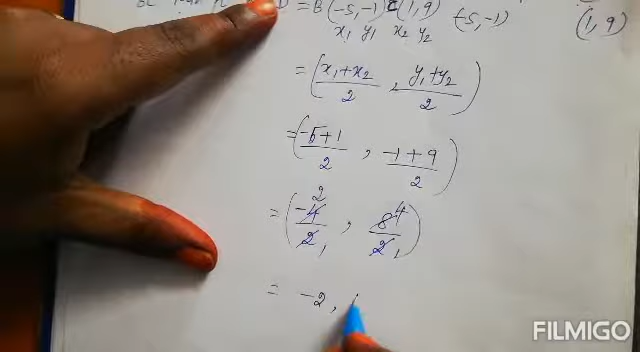 = B(-5, -1) C(1, 9) (-5, -1) (1, 9)
x₁ y₁ x₂ y₂
= (x₁+x₂/2 , y₁+y₂/2)
= (-5+1/2 , -1+9/2)
= (-4/2 2/1 , 8/2 4/1)
= -2 ,
FILMIGO